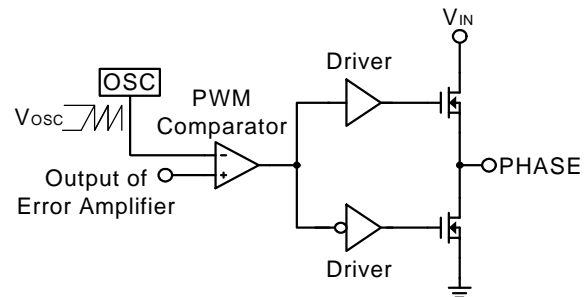 VIN
Driver
OSC
PWM
Comparator
VOSC
-
+
Output of
Error Amplifier
PHASE
Driver